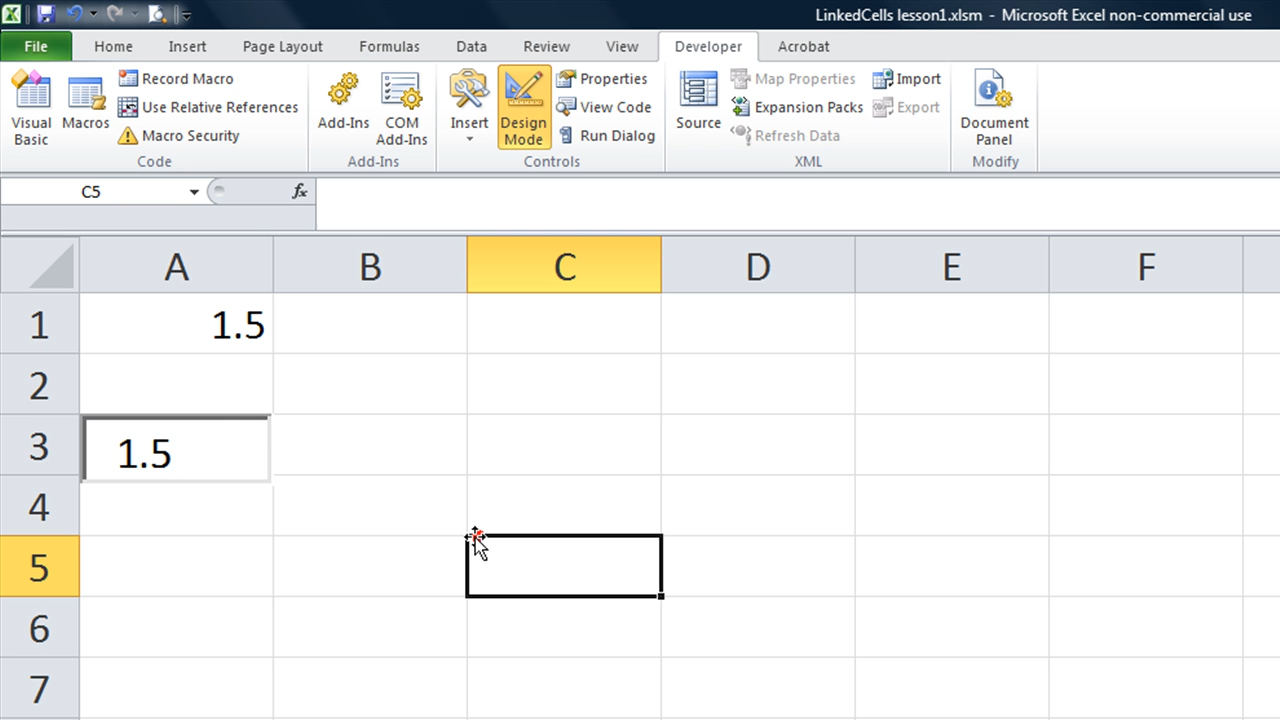 LinkedCells lesson1.xlsm - Microsoft Excel non-commercial use
File Home Insert Page Layout Formulas Data Review View Developer Acrobat
Visual Basic
Macros
Record Macro
Use Relative References
Macro Security
Code
Add-Ins
COM Add-Ins
Add-Ins
Insert
Design Mode
Properties
View Code
Run Dialog
Controls
Source
Map Properties
Expansion Packs
Refresh Data
Import
Export
XML
Document Panel
Modify
C5 fx
A B C D E F
1 1.5
2
3 1.5
4
5
6
7